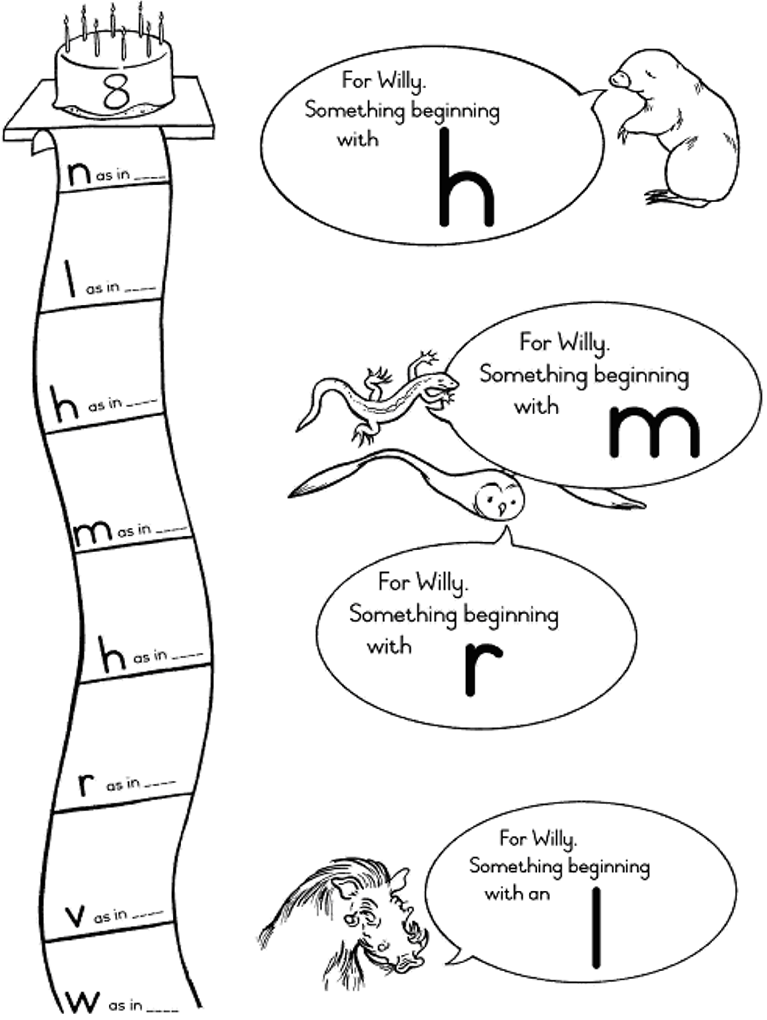 8
n as in ____
l as in ____
h as in ____
m as in ____
h as in ____
r as in ____
v as in ____
w as in ____
For Willy.
Something beginning
with
h
For Willy.
Something beginning
with
m
For Willy.
Something beginning
with
r
For Willy.
Something beginning
with an
l